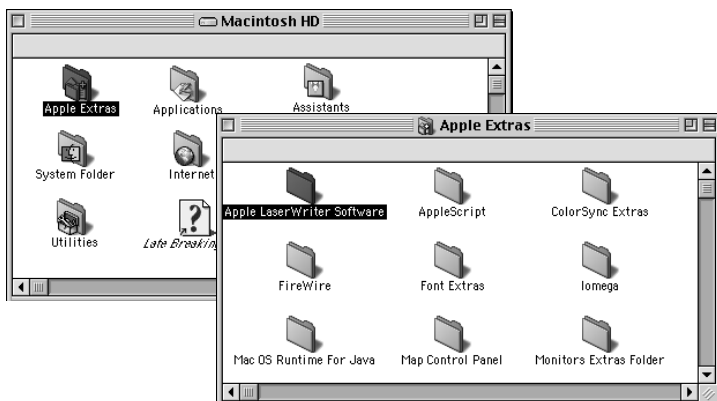 Macintosh HD
Apple Extras
Applications
Assistants
System Folder
Internet
Utilities
Late Breaking
Apple Extras
Apple LaserWriter Software
AppleScript
ColorSync Extras
FireWire
Font Extras
Iomega
Mac OS Runtime For Java
Map Control Panel
Monitors Extras Folder